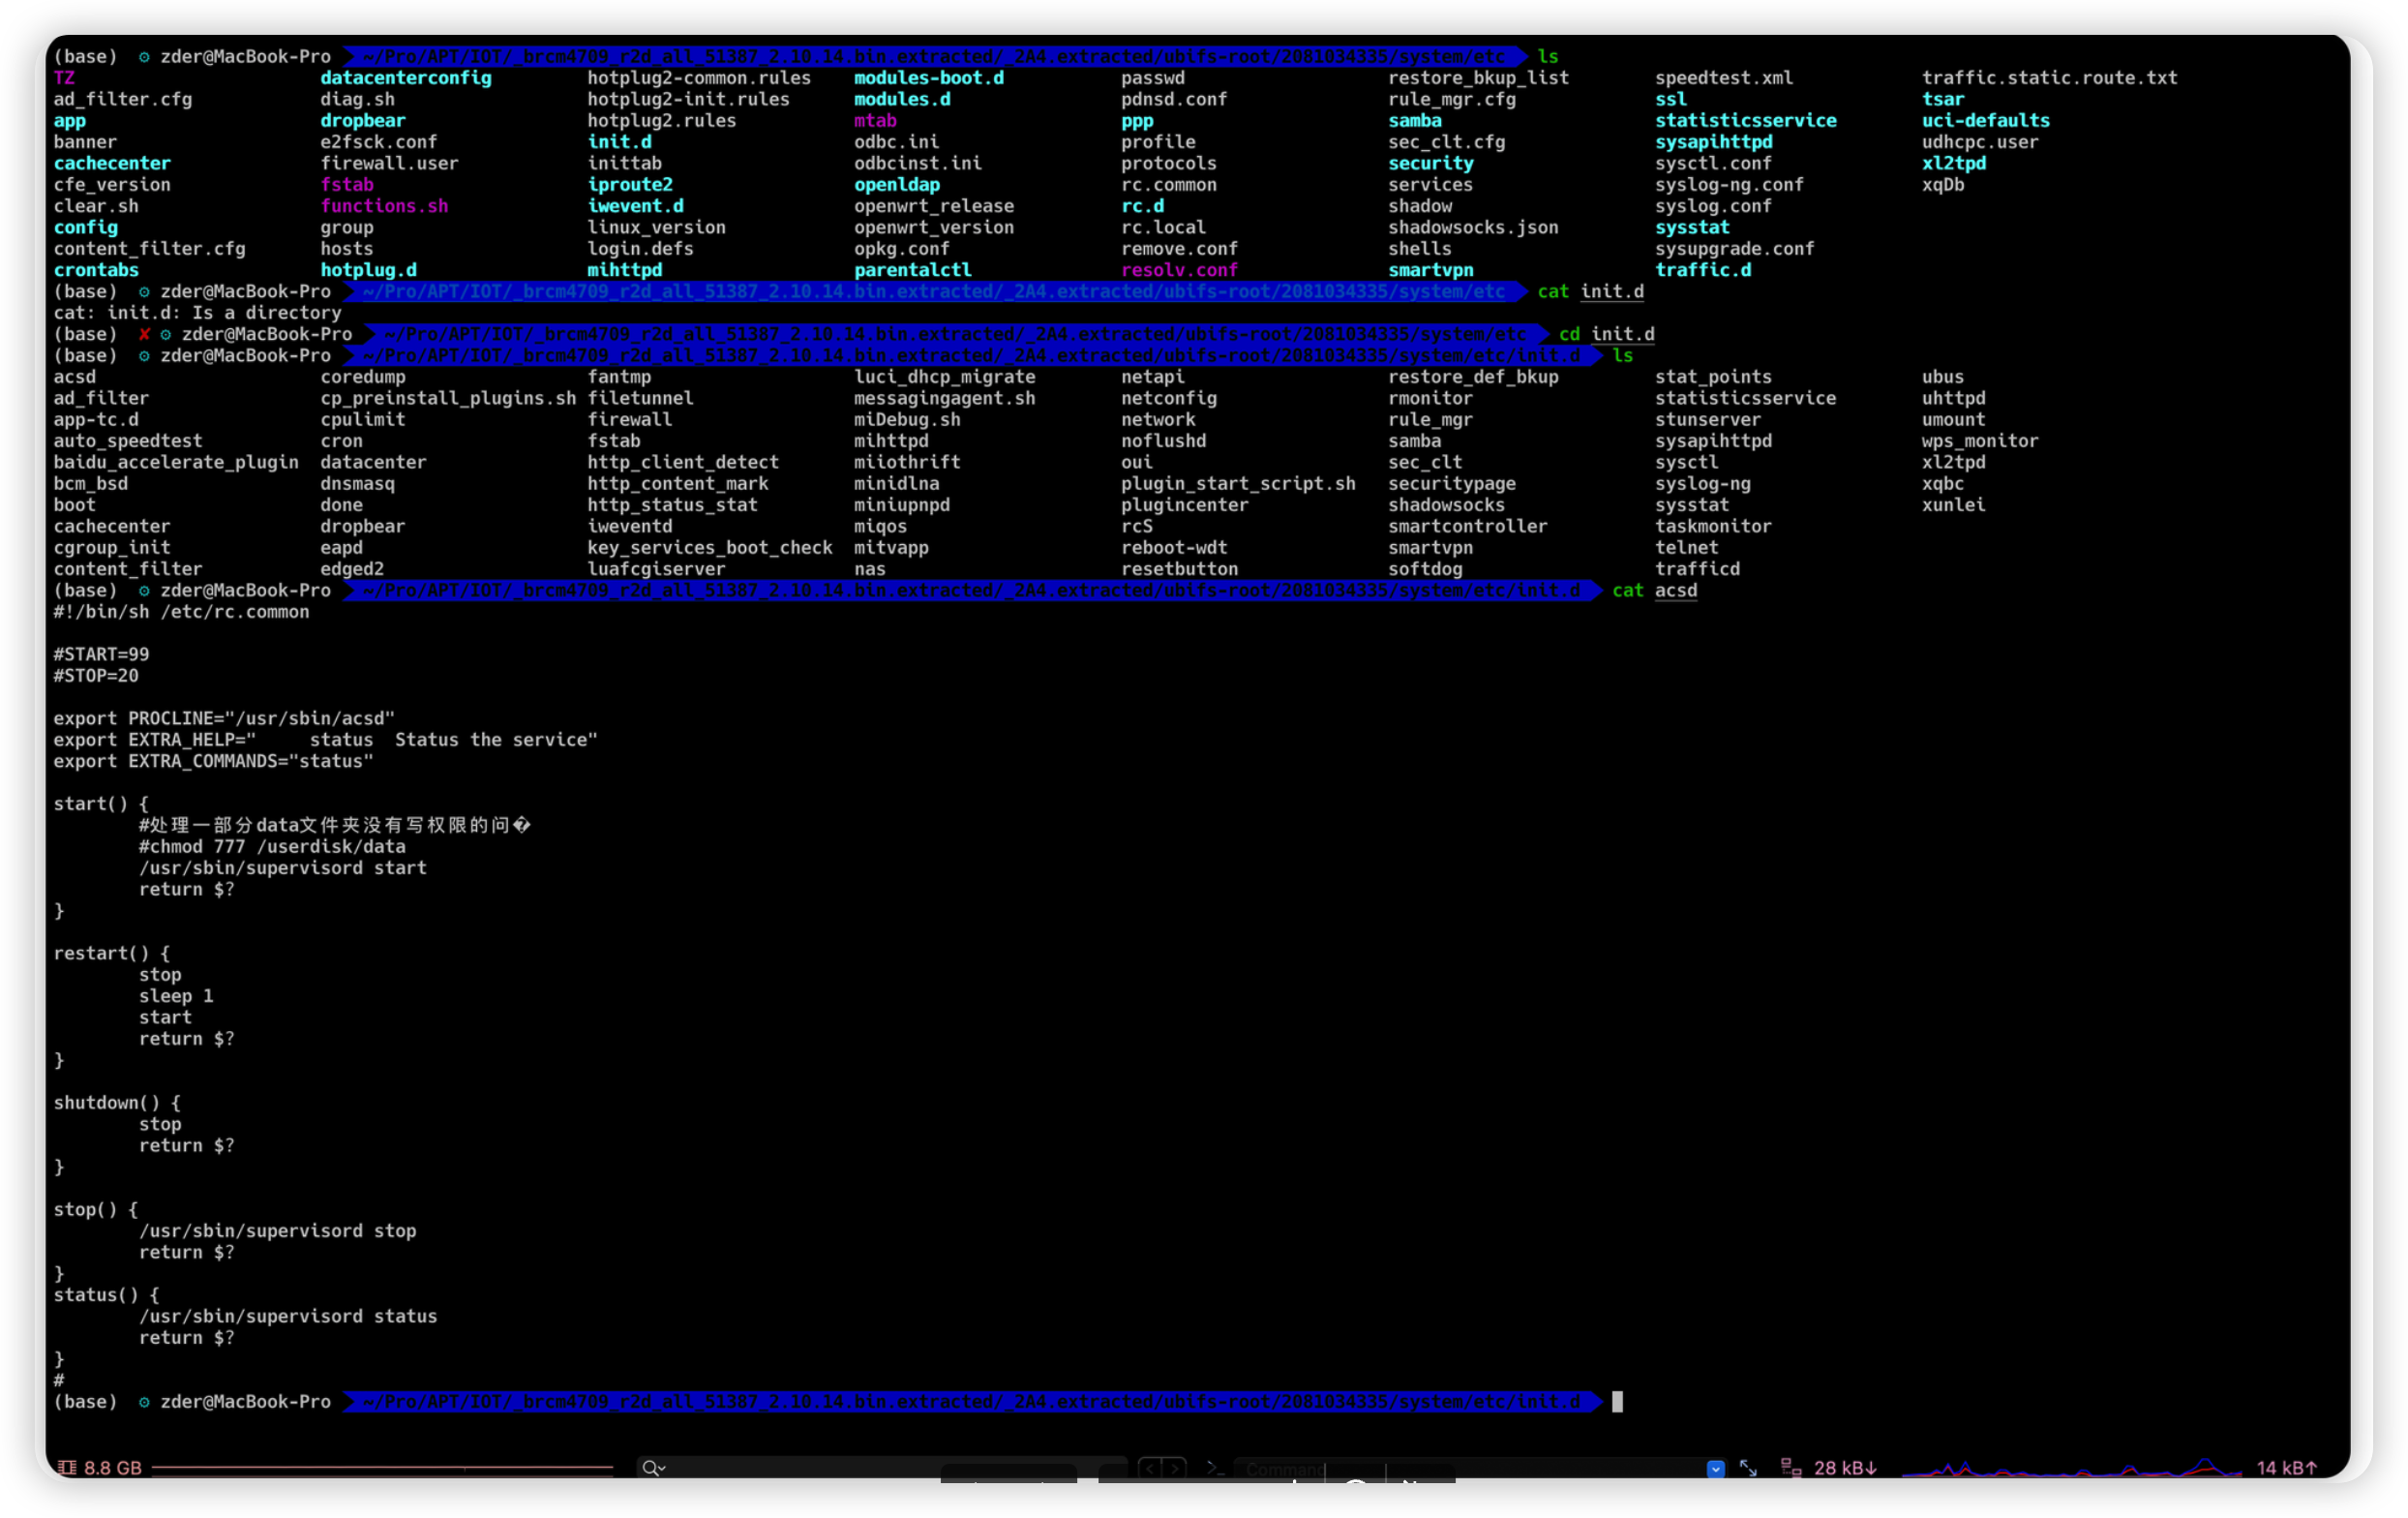 (base) ⚙ zder@MacBook-Pro ~/Pro/APT/IOT/_brcm4709_r2d_all_51387_2.10.14.bin.extracted/_2A4.extracted/ubifs-root/2081034335/system/etc ls
TZ datacenterconfig hotplug2-common.rules modules-boot.d passwd restore_bkup_list speedtest.xml traffic.static.route.txt
ad_filter.cfg diag.sh hotplug2-init.rules modules.d pdnsd.conf rule_mgr.cfg ssl tsar
app dropbear hotplug2.rules mtab ppp samba statisticsservice uci-defaults
banner e2fsck.conf init.d odbc.ini profile sec_clt.cfg sysapihttpd udhcpc.user
cachecenter firewall.user inittab odbcinst.ini protocols security sysctl.conf xl2tpd
cfe_version fstab iproute2 openldap rc.common services syslog-ng.conf xqDb
clear.sh functions.sh iwevent.d openwrt_release rc.d shadow syslog.conf
config group linux_version openwrt_version rc.local shadowsocks.json sysstat
content_filter.cfg hosts login.defs opkg.conf remove.conf shells sysupgrade.conf
crontabs hotplug.d mihttpd parentalctl resolv.conf smartvpn traffic.d
(base) ⚙ zder@MacBook-Pro ~/Pro/APT/IOT/_brcm4709_r2d_all_51387_2.10.14.bin.extracted/_2A4.extracted/ubifs-root/2081034335/system/etc cat init.d
cat: init.d: Is a directory
(base) ✘ ⚙ zder@MacBook-Pro ~/Pro/APT/IOT/_brcm4709_r2d_all_51387_2.10.14.bin.extracted/_2A4.extracted/ubifs-root/2081034335/system/etc cd init.d
(base) ⚙ zder@MacBook-Pro ~/Pro/APT/IOT/_brcm4709_r2d_all_51387_2.10.14.bin.extracted/_2A4.extracted/ubifs-root/2081034335/system/etc/init.d ls
acsd coredump fantmp luci_dhcp_migrate netapi restore_def_bkup stat_points ubus
ad_filter cp_preinstall_plugins.sh filetunnel messagingagent.sh netconfig rmonitor statisticsservice uhttpd
app-tc.d cpulimit firewall miDebug.sh network rule_mgr stunserver umount
auto_speedtest cron fstab mihttpd noflushd samba sysapihttpd wps_monitor
baidu_accelerate_plugin datacenter http_client_detect miiothrift oui sec_clt sysctl xl2tpd
bcm_bsd dnsmasq http_content_mark minidlna plugin_start_script.sh securitypage syslog-ng xqbc
boot done http_status_stat miniupnpd plugincenter shadowsocks sysstat xunlei
cachecenter dropbear iweventd miqos rcS smartcontroller taskmonitor
cgroup_init eapd key_services_boot_check mitvapp reboot-wdt smartvpn telnet
content_filter edged2 luafcgiserver nas resetbutton softdog trafficd
(base) ⚙ zder@MacBook-Pro ~/Pro/APT/IOT/_brcm4709_r2d_all_51387_2.10.14.bin.extracted/_2A4.extracted/ubifs-root/2081034335/system/etc/init.d cat acsd
#!/bin/sh /etc/rc.common
#START=99
#STOP=20
export PROCLINE="/usr/sbin/acsd"
export EXTRA_HELP="     status  Status the service"
export EXTRA_COMMANDS="status"
start() {
#处理一部分data文件夹没有写权限的问�
#chmod 777 /userdisk/data
/usr/sbin/supervisord start
return $?
}
restart() {
stop
sleep 1
start
return $?
}
shutdown() {
stop
return $?
}
stop() {
/usr/sbin/supervisord stop
return $?
}
status() {
/usr/sbin/supervisord status
return $?
}
#
(base) ⚙ zder@MacBook-Pro ~/Pro/APT/IOT/_brcm4709_r2d_all_51387_2.10.14.bin.extracted/_2A4.extracted/ubifs-root/2081034335/system/etc/init.d
8.8 GB Command 28 kB↓ 14 kB↑